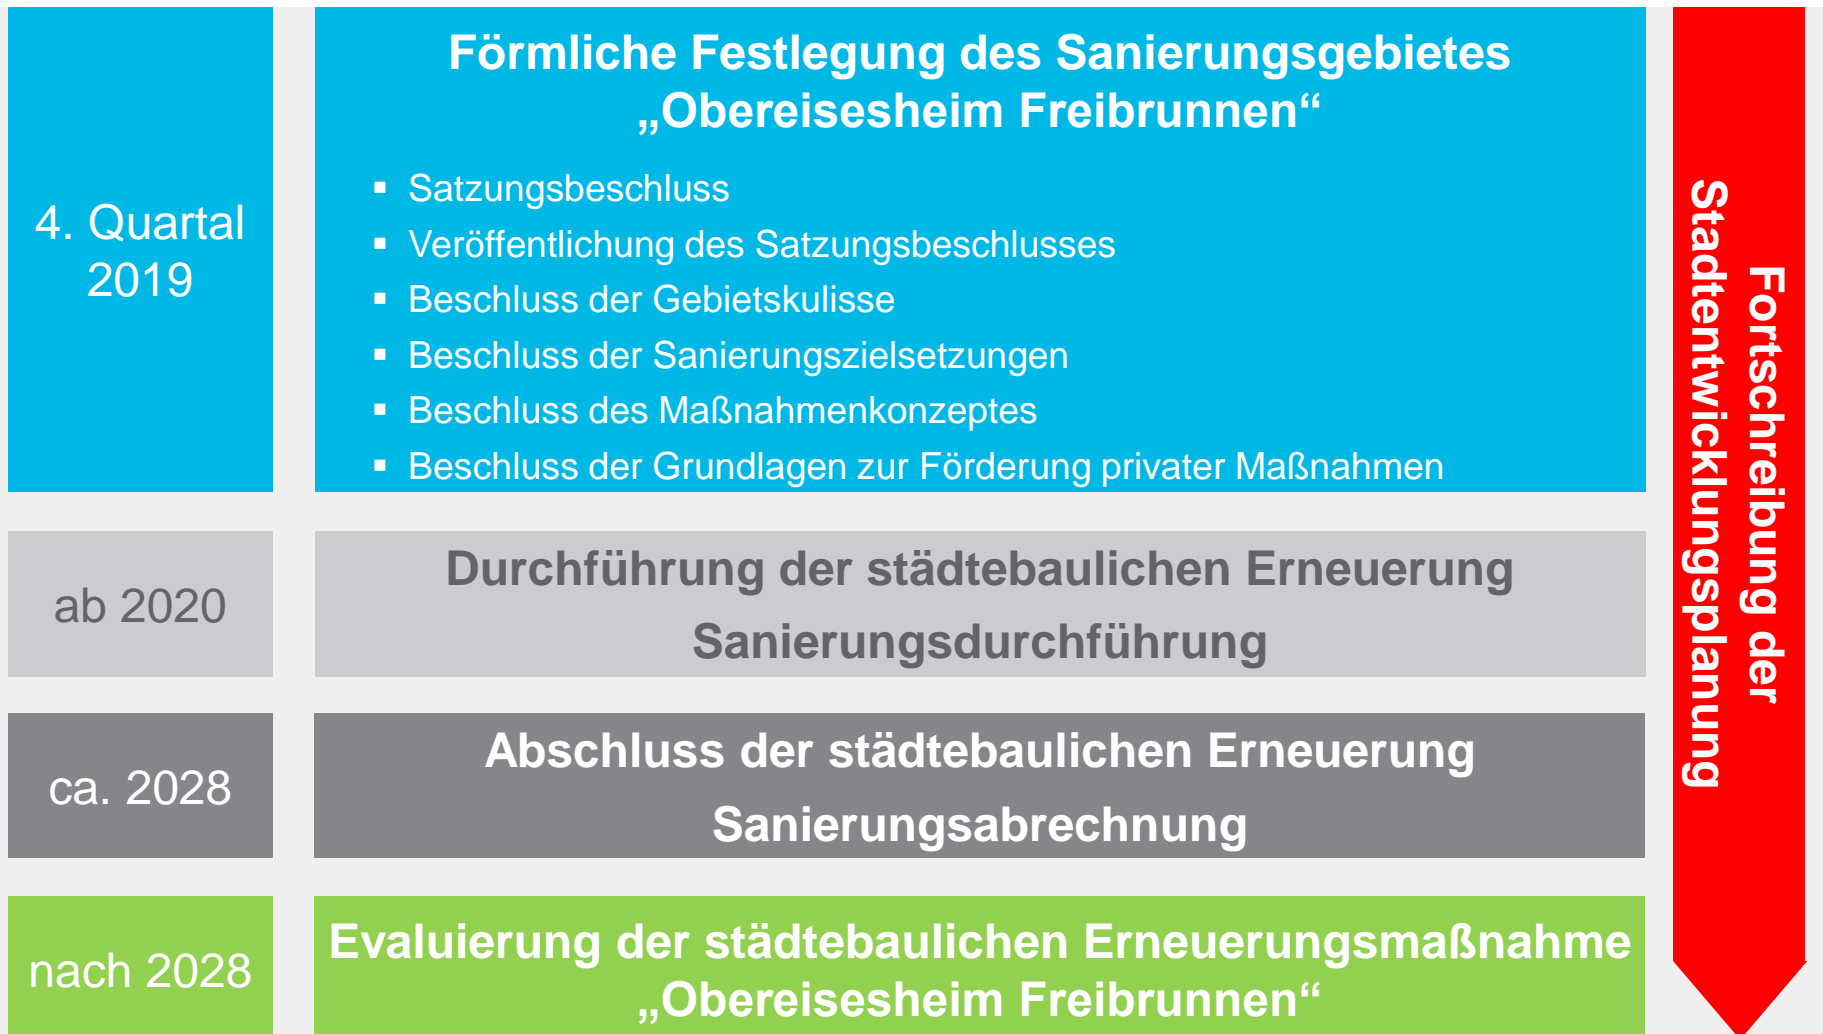 4. Quartal
2019
Förmliche Festlegung des Sanierungsgebietes
„Obereisesheim Freibrunnen“
▪ Satzungsbeschluss
▪ Veröffentlichung des Satzungsbeschlusses
▪ Beschluss der Gebietskulisse
▪ Beschluss der Sanierungszielsetzungen
▪ Beschluss des Maßnahmenkonzeptes
▪ Beschluss der Grundlagen zur Förderung privater Maßnahmen
ab 2020
Durchführung der städtebaulichen Erneuerung
Sanierungsdurchführung
ca. 2028
Abschluss der städtebaulichen Erneuerung
Sanierungsabrechnung
nach 2028
Evaluierung der städtebaulichen Erneuerungsmaßnahme
„Obereisesheim Freibrunnen“
Fortschreibung der
Stadtentwicklungsplanung